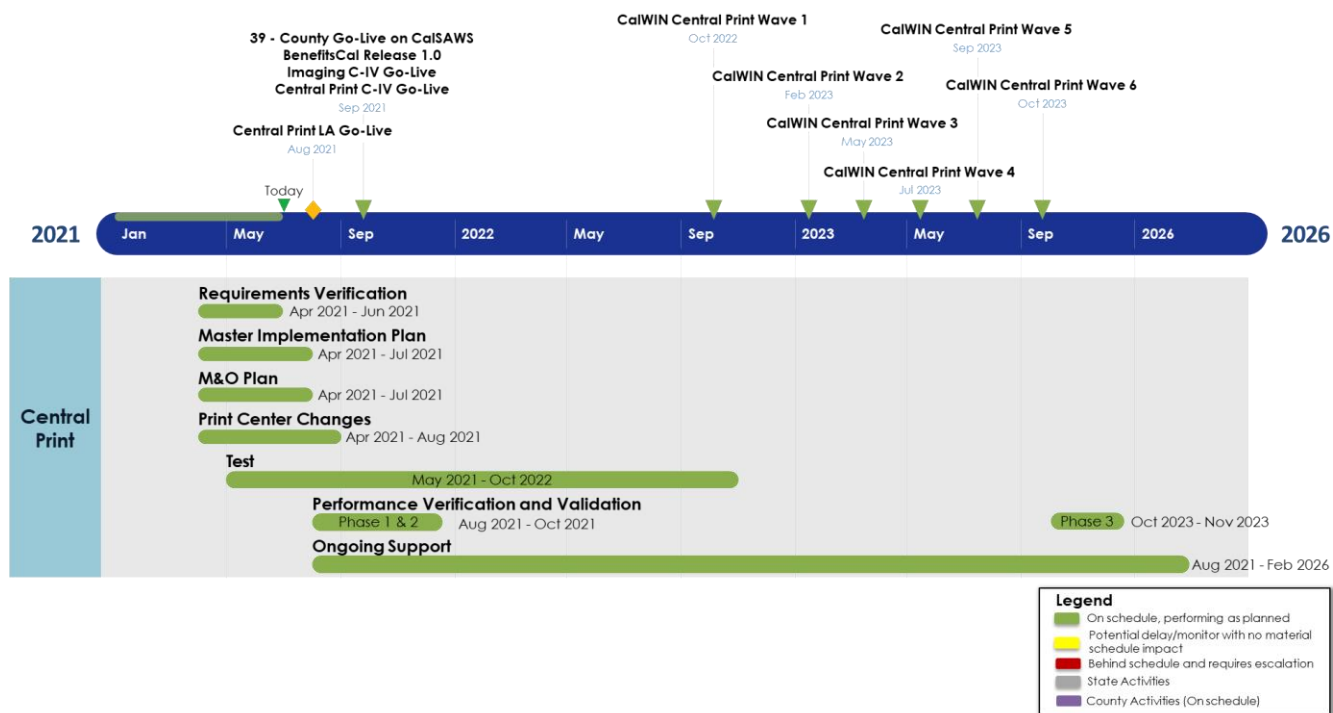 CalWIN Central Print Wave 1
Oct 2022
CalWIN Central Print Wave 5
Sep 2023
39 - County Go-Live on CalSAWS
BenefitsCal Release 1.0
Imaging C-IV Go-Live
Central Print C-IV Go-Live
Sep 2021
CalWIN Central Print Wave 2
Feb 2023
CalWIN Central Print Wave 6
Oct 2023
Central Print LA Go-Live
Aug 2021
CalWIN Central Print Wave 3
May 2023
CalWIN Central Print Wave 4
Jul 2023
Today
2021 Jan May Sep 2022 May Sep 2023 May Sep 2026 2026
Central
Print
Requirements Verification
Apr 2021 - Jun 2021
Master Implementation Plan
Apr 2021 - Jul 2021
M&O Plan
Apr 2021 - Jul 2021
Print Center Changes
Apr 2021 - Aug 2021
Test
May 2021 - Oct 2022
Performance Verification and Validation
Phase 1 & 2 Aug 2021 - Oct 2021 Phase 3 Oct 2023 - Nov 2023
Ongoing Support
Aug 2021 - Feb 2026
Legend
On schedule, performing as planned
Potential delay/monitor with no material
schedule impact
Behind schedule and requires escalation
State Activities
County Activities (On schedule)